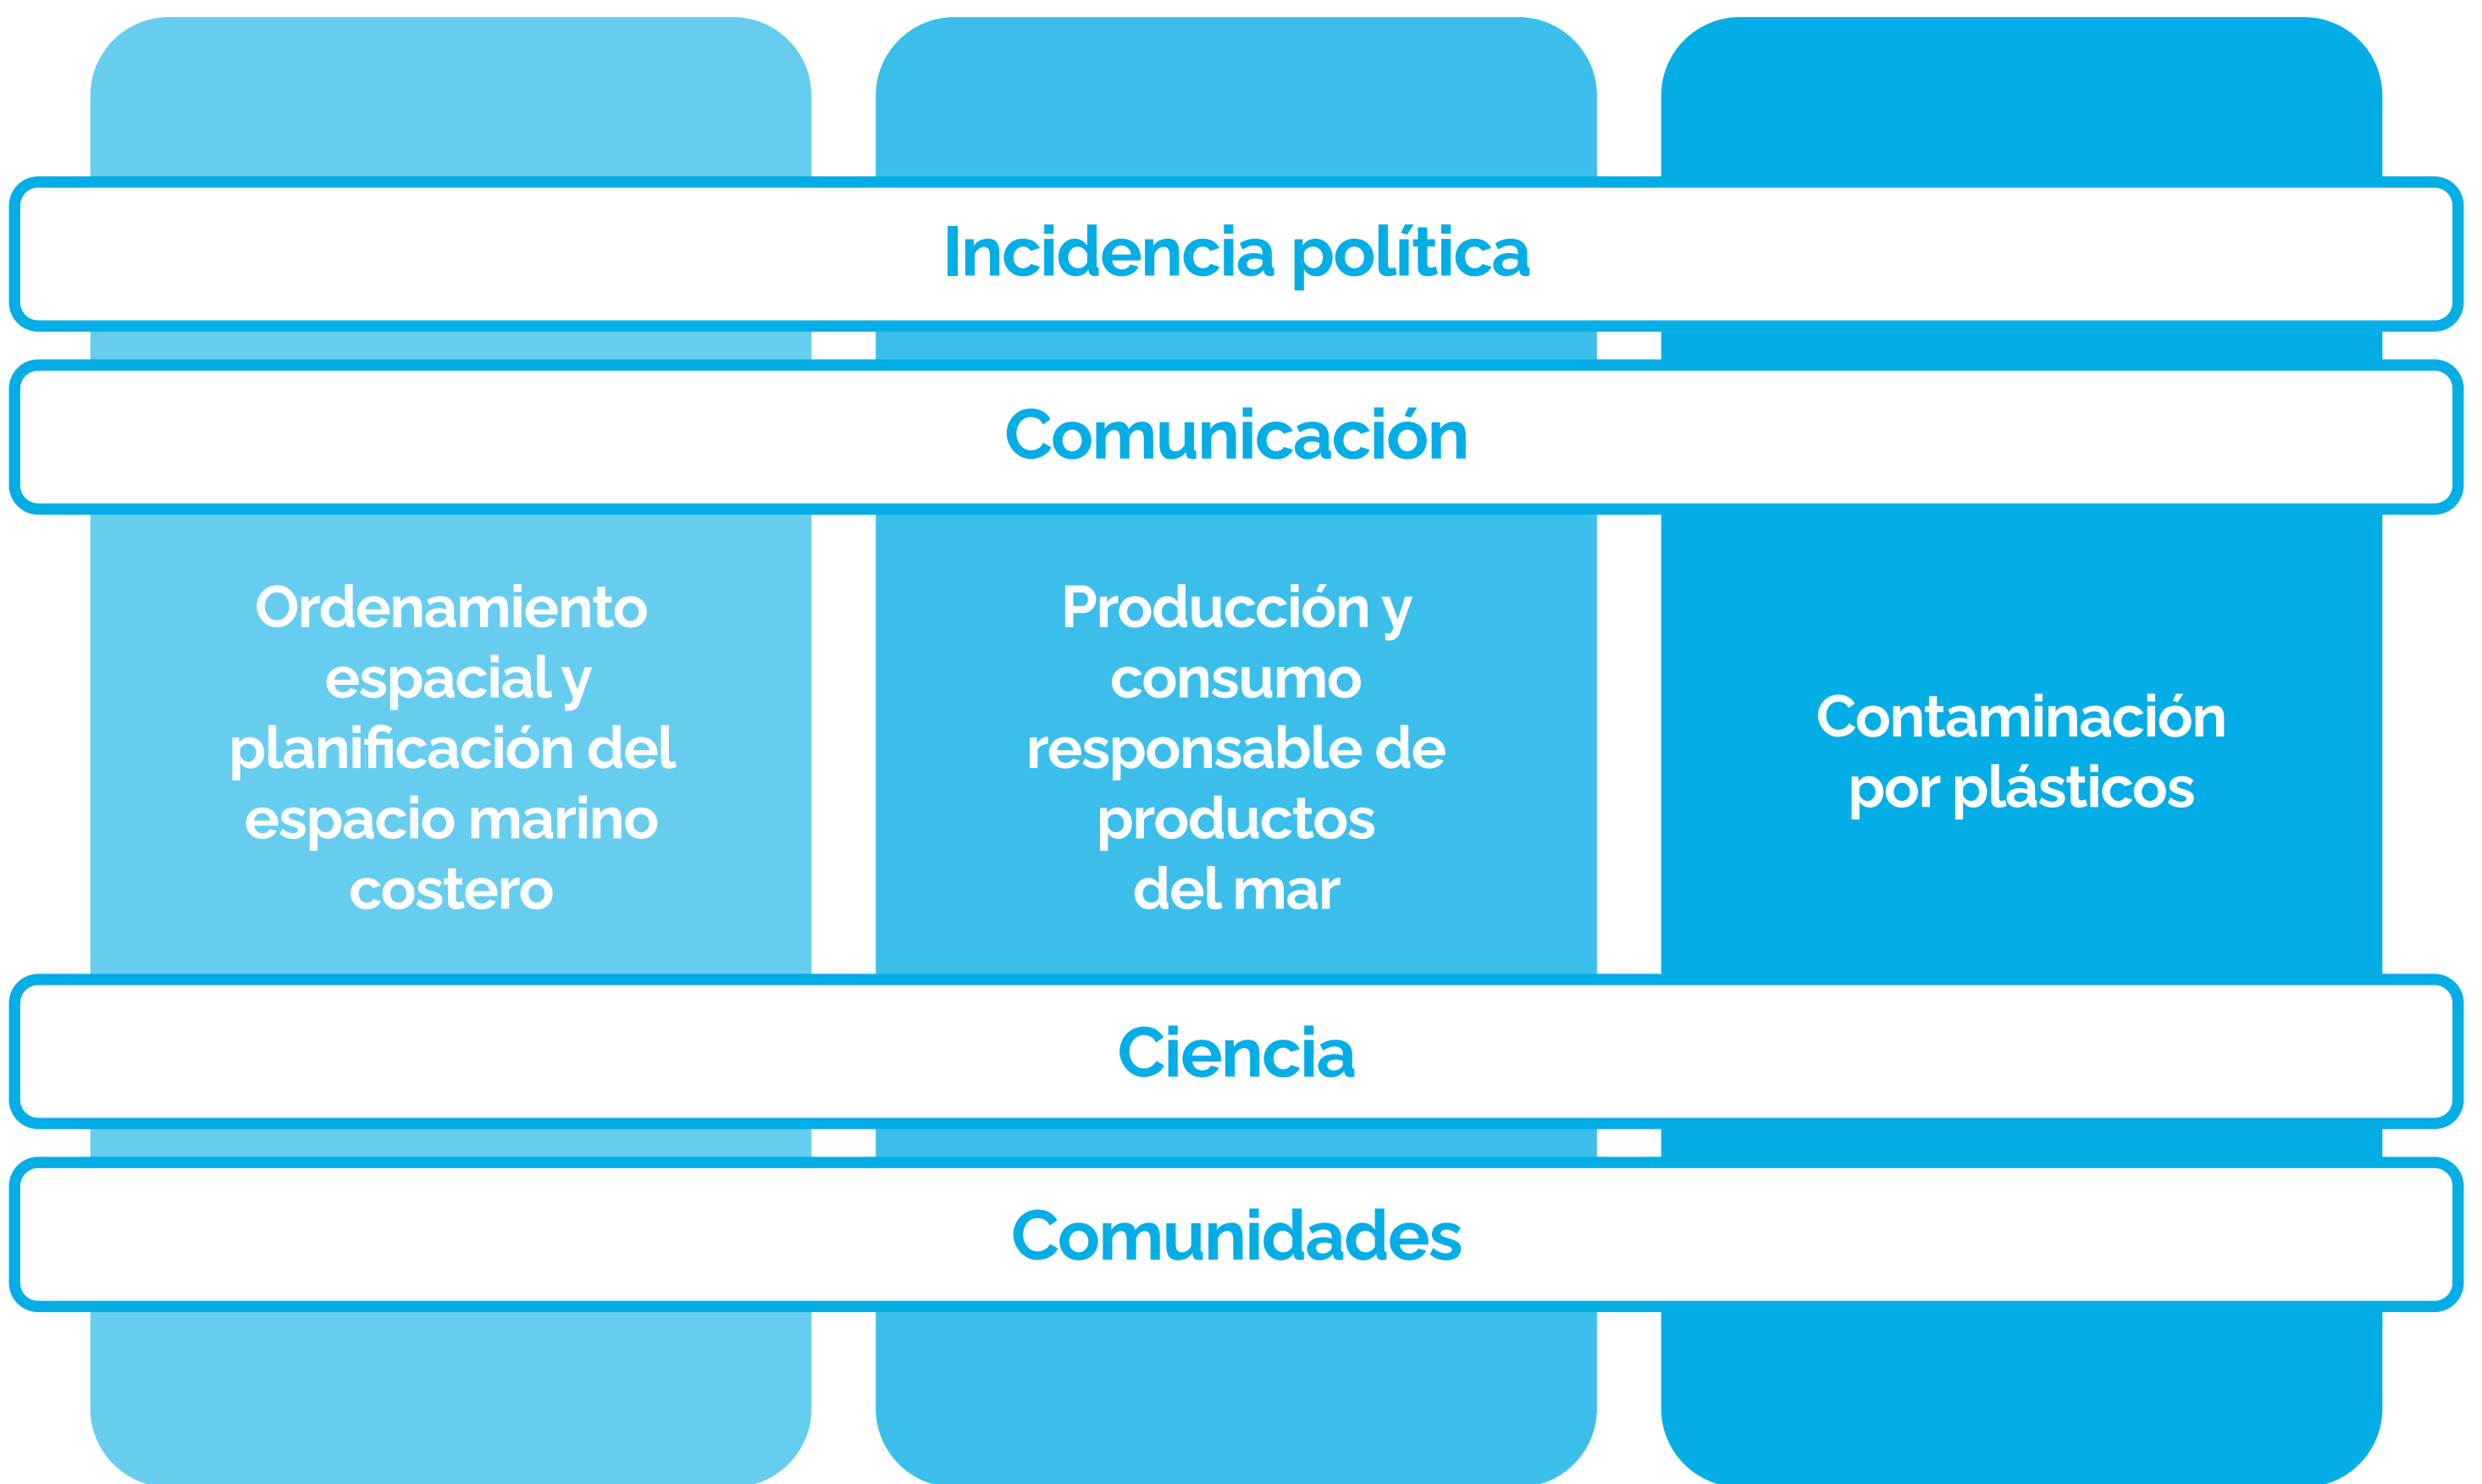 Incidencia política
Comunicación
Ordenamiento
espacial y
planificación del
espacio marino
costero
Producción y
consumo
responsable de
productos
del mar
Contaminación
por plásticos
Ciencia
Comunidades